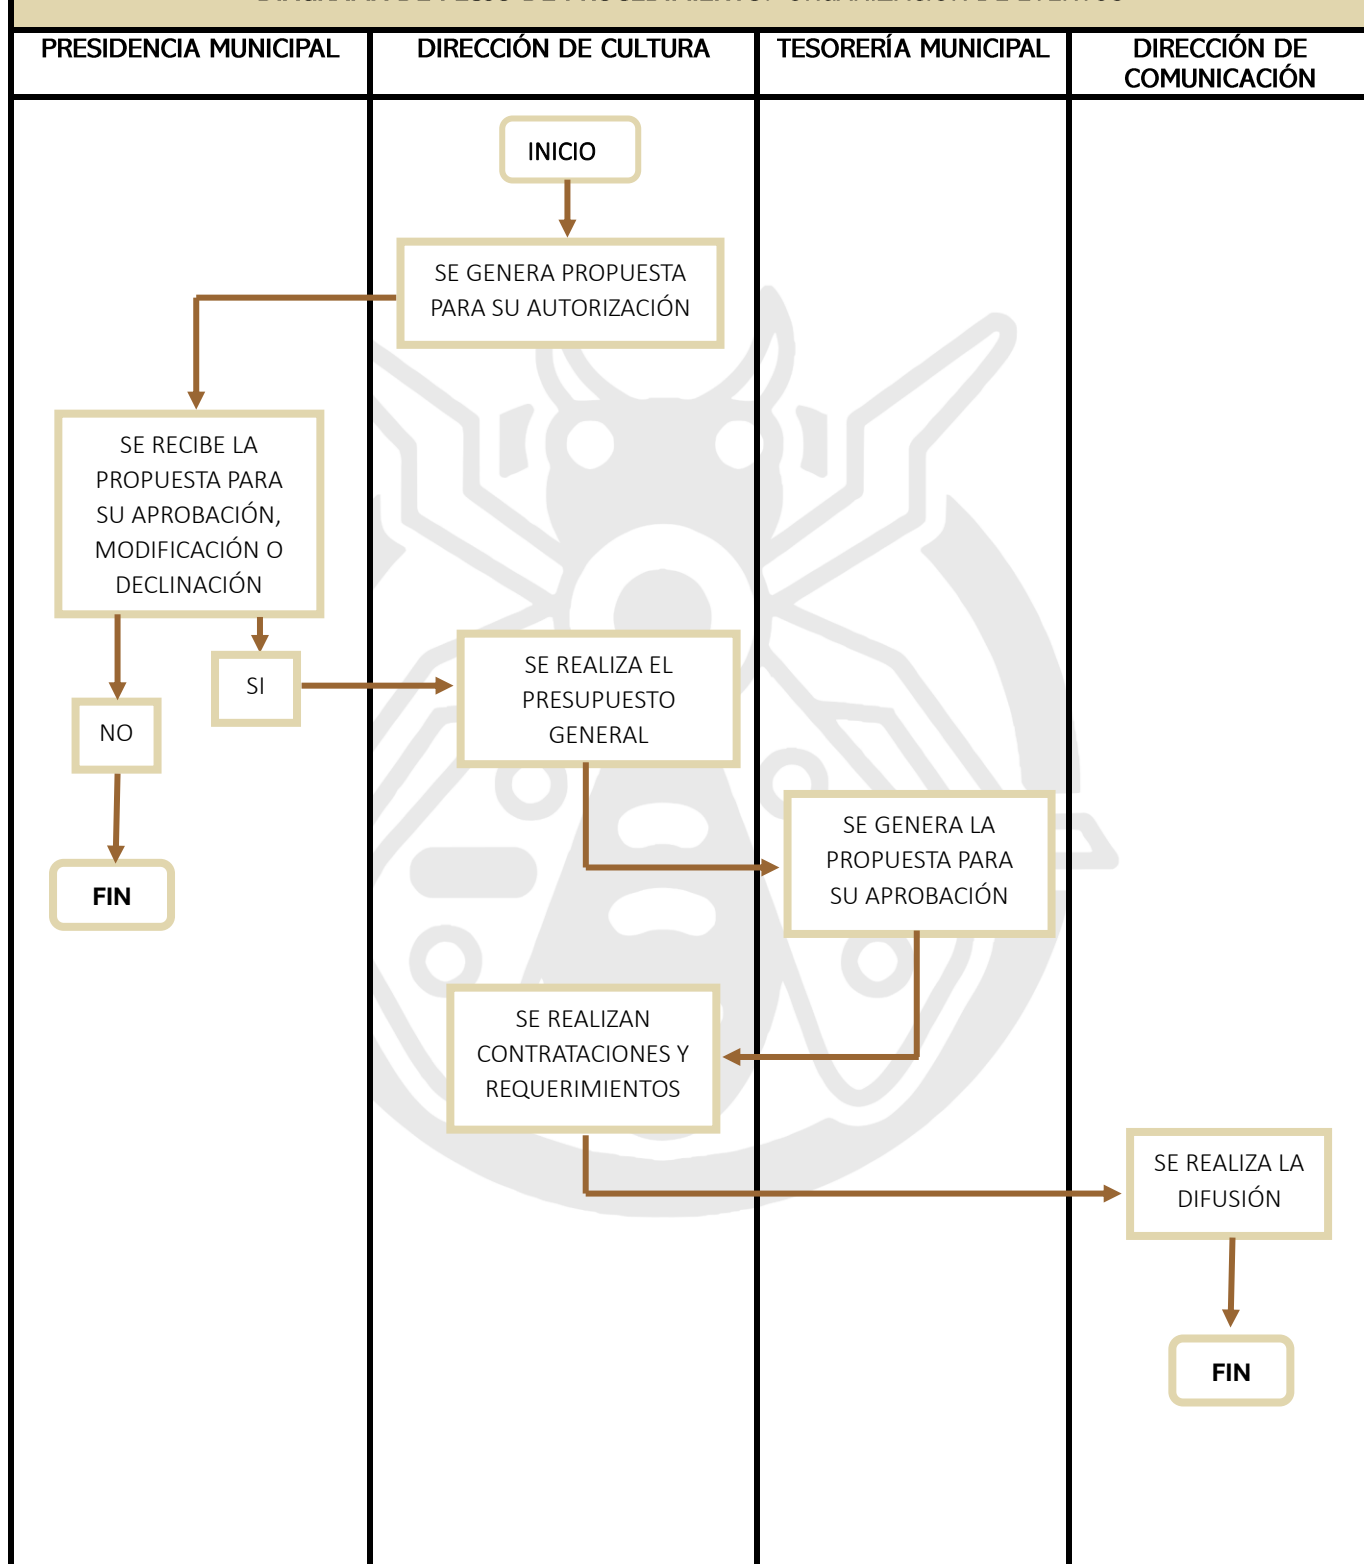 PRESIDENCIA MUNICIPAL
DIRECCIÓN DE CULTURA
TESORERÍA MUNICIPAL
DIRECCIÓN DE
COMUNICACIÓN
INICIO
SE GENERA PROPUESTA
PARA SU AUTORIZACIÓN
SE RECIBE LA
PROPUESTA PARA
SU APROBACIÓN,
MODIFICACIÓN O
DECLINACIÓN
SI
NO
FIN
SE REALIZA EL
PRESUPUESTO
GENERAL
SE GENERA LA
PROPUESTA PARA
SU APROBACIÓN
SE REALIZAN
CONTRATACIONES Y
REQUERIMIENTOS
SE REALIZA LA
DIFUSIÓN
FIN